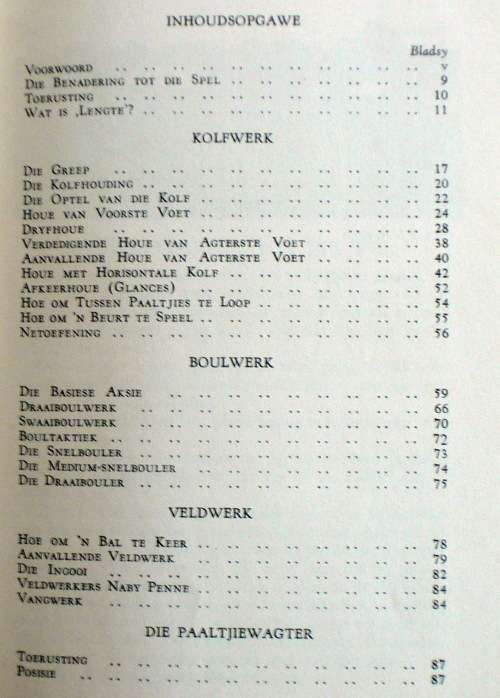 INHOUDSOPGAWE
Bladsy
VOORWOORD .. .. .. .. .. .. .. .. .. .. v
DIE BENADERING TOT DIE SPEL .. .. .. .. .. .. .. 9
TOERUSTING .. .. .. .. .. .. .. .. .. .. 10
WAT IS ‚LENGTE’? .. .. .. .. .. .. .. .. .. 11
KOLFWERK
DIE GREEP .. .. .. .. .. .. .. .. .. .. 17
DIE KOLFHOUDING .. .. .. .. .. .. .. .. .. 20
DIE OPTEL VAN DIE KOLF .. .. .. .. .. .. .. 22
HOUE VAN VOORSTE VOET .. .. .. .. .. .. .. 24
DRYFHOUE .. .. .. .. .. .. .. .. .. .. 28
VERDEDIGENDE HOUE VAN AGTERSTE VOET .. .. .. .. 38
AANVALLENDE HOUE VAN AGTERSTE VOET .. .. .. .. 40
HOUE MET HORISONTALE KOLF .. .. .. .. .. .. 42
AFKEERHOUE (GLANCES) .. .. .. .. .. .. .. .. 52
HOE OM TUSSEN PAALTJIES TE LOOP .. .. .. .. .. .. 54
HOE OM 'N BEURT TE SPEEL .. .. .. .. .. .. .. 55
NETOEFENING .. .. .. .. .. .. .. .. .. .. 56
BOULWERK
DIE BASIESE AKSIE .. .. .. .. .. .. .. .. 59
DRAAIBOULWERK .. .. .. .. .. .. .. .. .. 66
SWAAIBOULWERK .. .. .. .. .. .. .. .. .. 70
BOULTAKTIEK .. .. .. .. .. .. .. .. .. .. 72
DIE SNELBOULER .. .. .. .. .. .. .. .. .. 73
DIE MEDIUM-SNELBOULER .. .. .. .. .. .. .. 74
DIE DRAAIBOULER .. .. .. .. .. .. .. .. .. 75
VELDWERK
HOE OM 'N BAL TE KEER .. .. .. .. .. .. .. 78
AANVALLENDE VELDWERK .. .. .. .. .. .. .. 79
DIE INGOOI .. .. .. .. .. .. .. .. .. .. 82
VELDWERKERS NABY PENNE .. .. .. .. .. .. .. 84
VANGWERK .. .. .. .. .. .. .. .. .. .. 84
DIE PAALTJIEWAGTER
TOERUSTING .. .. .. .. .. .. .. .. .. .. 87
POSISIE .. .. .. .. .. .. .. .. .. .. .. 87